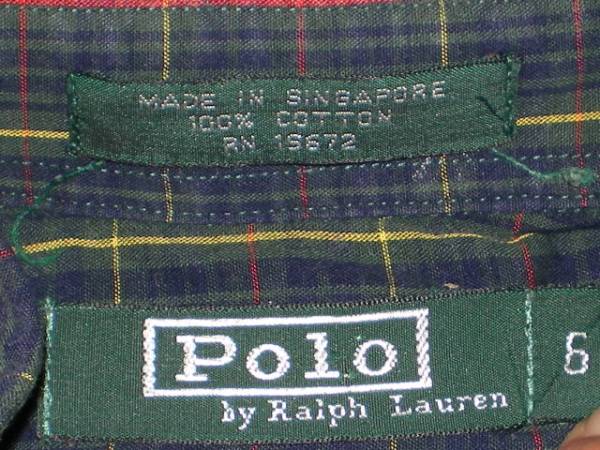 MADE IN SINGAPORE
100% COTTON
RN 19672
Polo
by Ralph Lauren
6